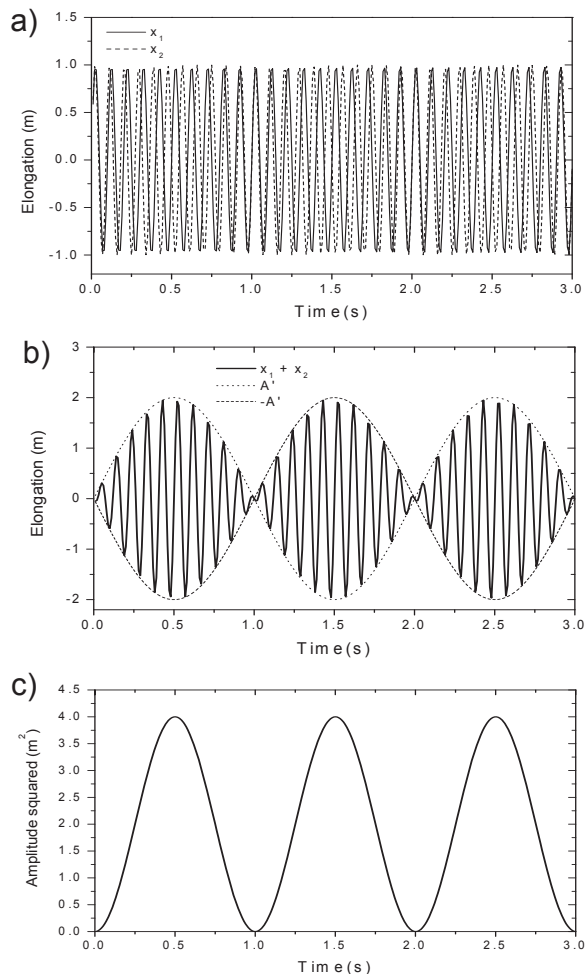 a)
1.5
1.0
0.5
0.0
-0.5
-1.0
Elongation (m)
x1
x2
0.0 0.5 1.0 1.5 2.0 2.5 3.0
Time(s)
b)
3
2
1
0
-1
-2
Elongation (m)
x1 + x2
A'
-A'
0.0 0.5 1.0 1.5 2.0 2.5 3.0
Time(s)
c)
4.5
4.0
3.5
3.0
2.5
2.0
1.5
1.0
0.5
0.0
Amplitude squared (m²)
0.0 0.5 1.0 1.5 2.0 2.5 3.0
Time(s)